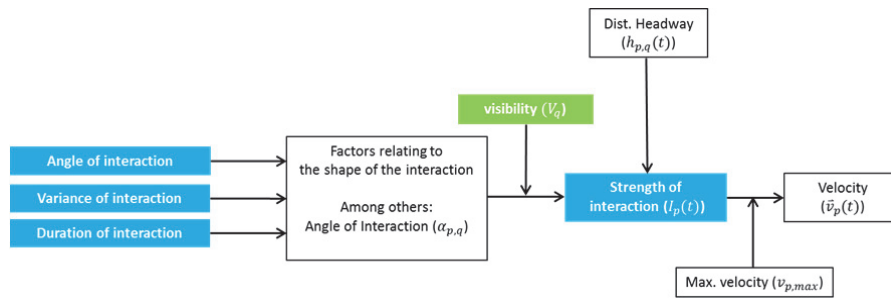 Dist. Headway
(h_{p,q}(t))
visibility (V_q)
Angle of interaction
Variance of interaction
Duration of interaction
Factors relating to
the shape of the interaction
Among others:
Angle of Interaction (α_{p,q})
Strength of
interaction (I_p(t))
Velocity
(v⃗_p(t))
Max. velocity (v_{p,max})